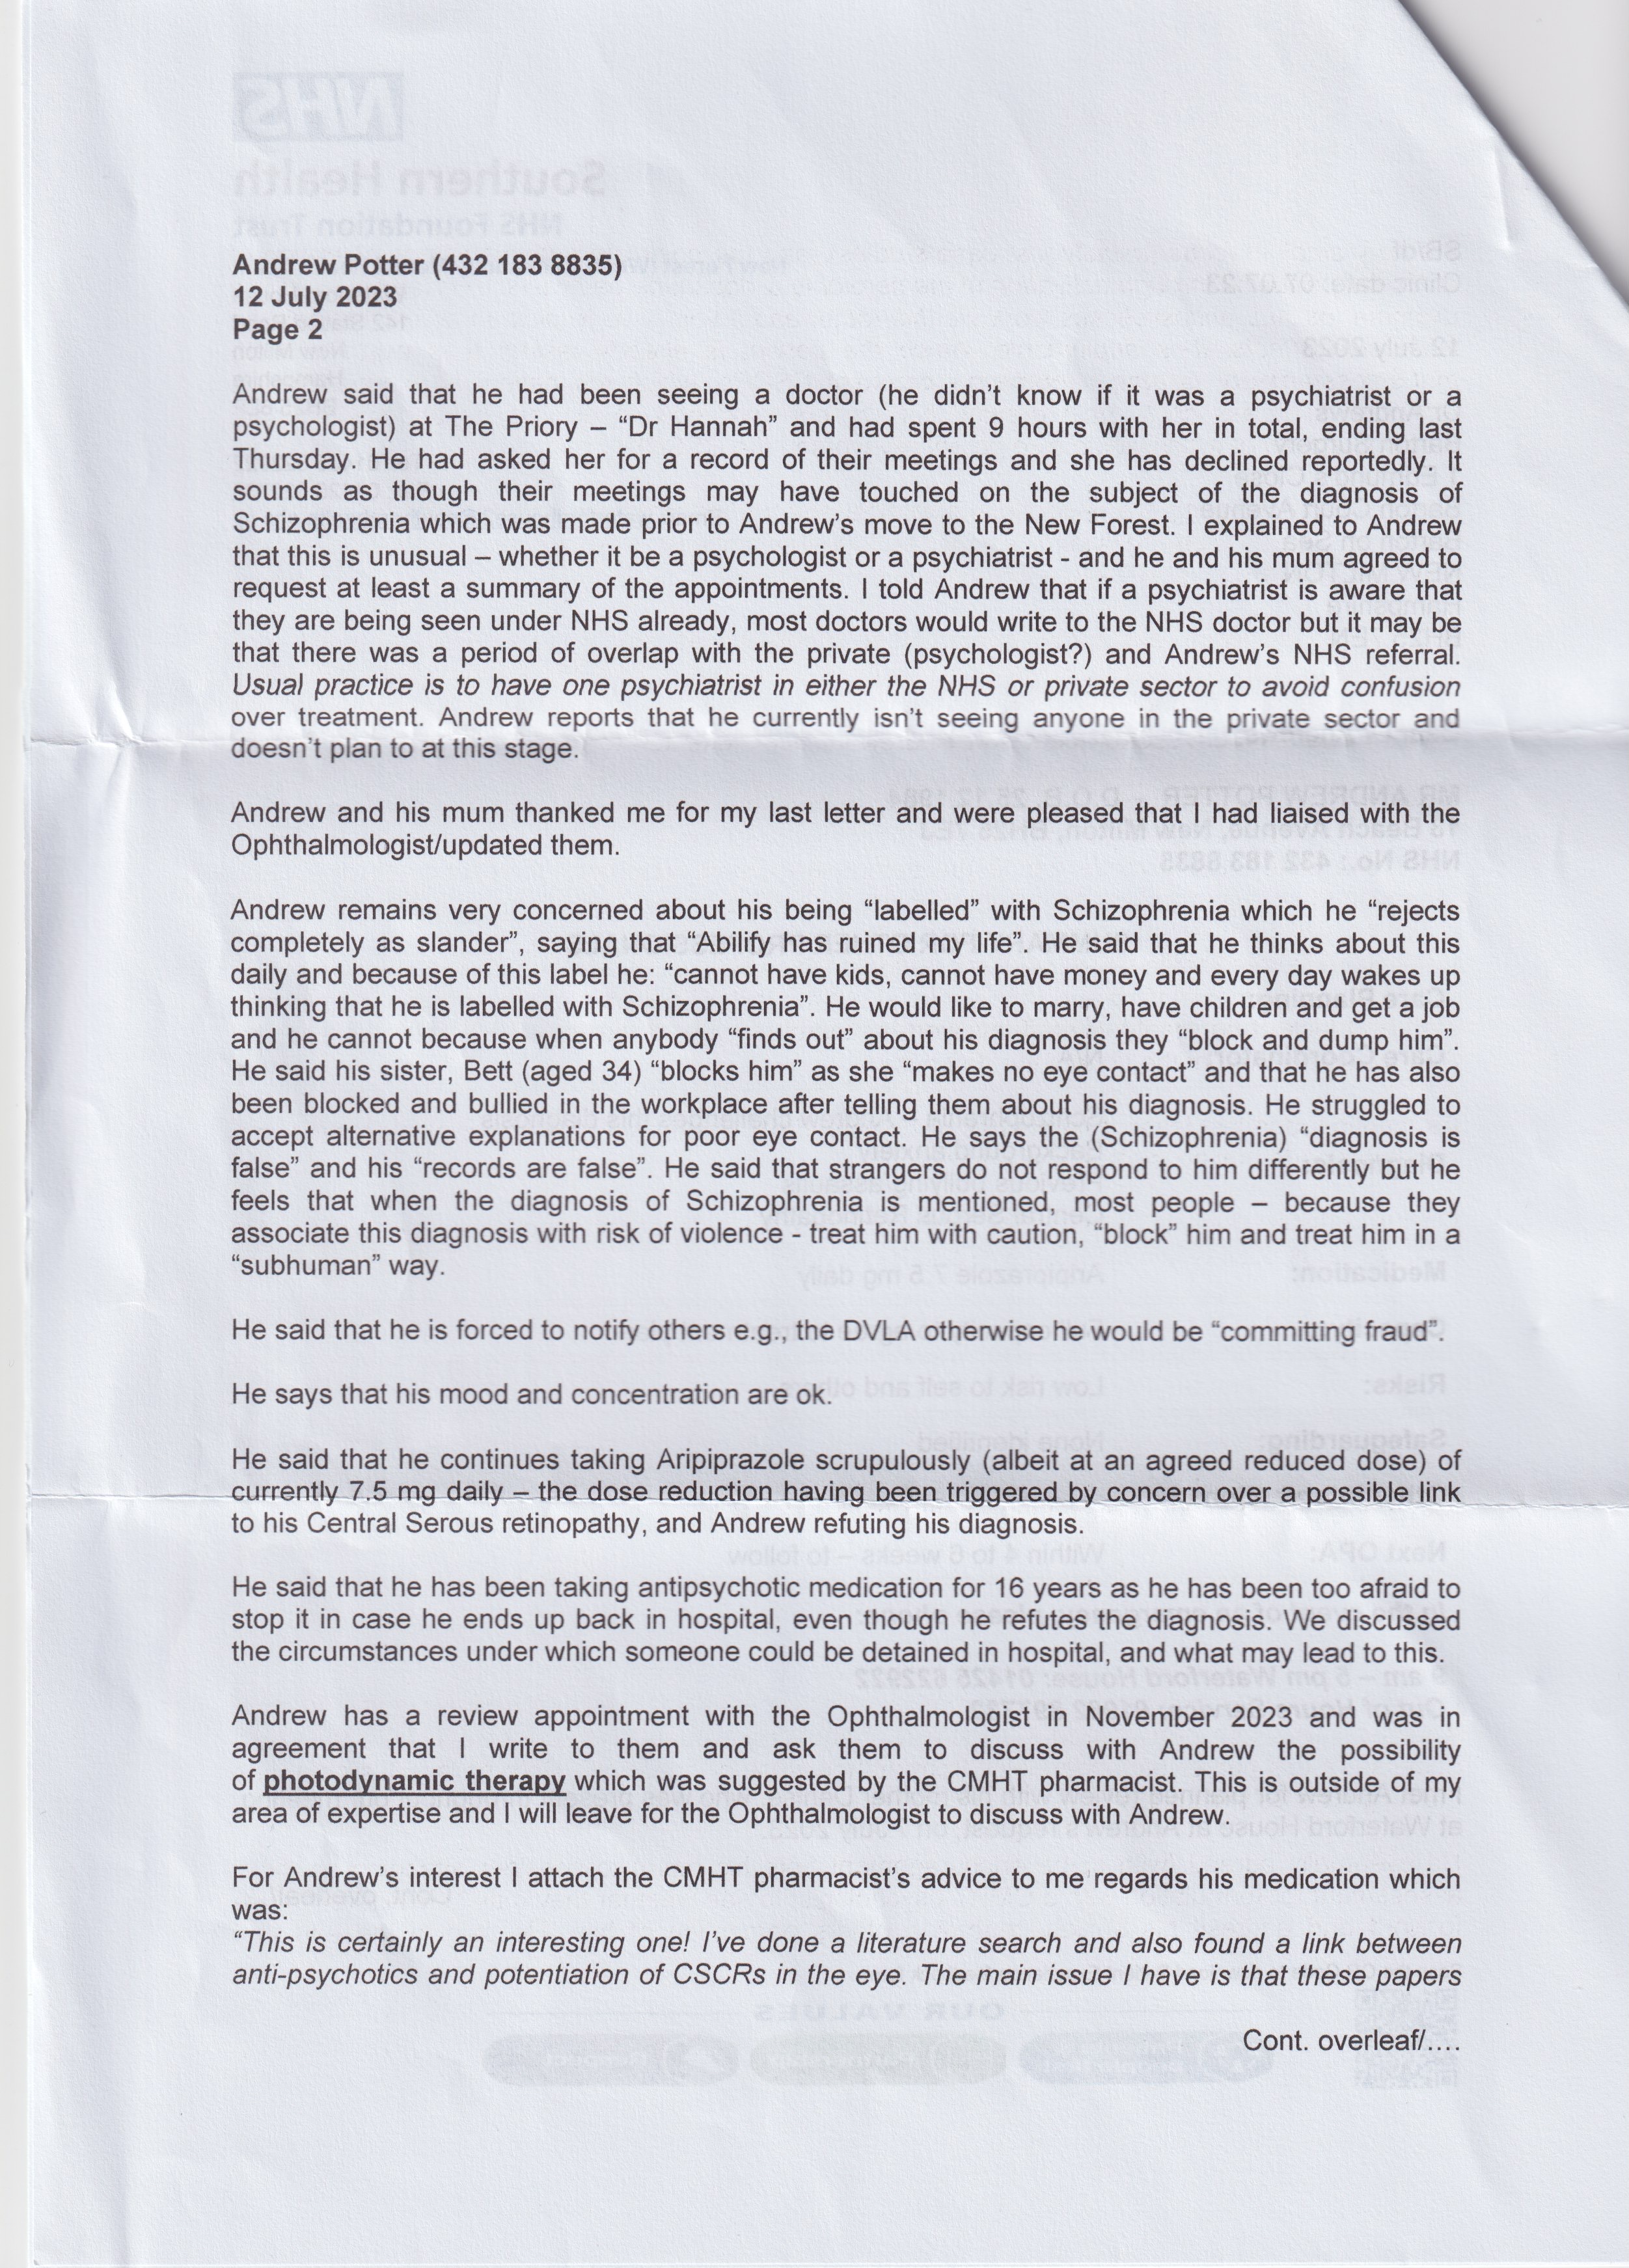 NHS
Southern Health
NHS Foundation Trust
Andrew Potter (432 183 8835)
12 July 2023
Page 2
Andrew said that he had been seeing a doctor (he didn't know if it was a psychiatrist or a
psychologist) at The Priory – “Dr Hannah” and had spent 9 hours with her in total, ending last
Thursday. He had asked her for a record of their meetings and she has declined reportedly. It
sounds as though their meetings may have touched on the subject of the diagnosis of
Schizophrenia which was made prior to Andrew's move to the New Forest. I explained to Andrew
that this is unusual – whether it be a psychologist or a psychiatrist - and he and his mum agreed to
request at least a summary of the appointments. I told Andrew that if a psychiatrist is aware that
they are being seen under NHS already, most doctors would write to the NHS doctor but it may be
that there was a period of overlap with the private (psychologist?) and Andrew's NHS referral.
Usual practice is to have one psychiatrist in either the NHS or private sector to avoid confusion
over treatment. Andrew reports that he currently isn't seeing anyone in the private sector and
doesn't plan to at this stage.
Andrew and his mum thanked me for my last letter and were pleased that I had liaised with the
Ophthalmologist/updated them.
Andrew remains very concerned about his being “labelled” with Schizophrenia which he “rejects
completely as slander”, saying that “Abilify has ruined my life”. He said that he thinks about this
daily and because of this label he: “cannot have kids, cannot have money and every day wakes up
thinking that he is labelled with Schizophrenia”. He would like to marry, have children and get a job
and he cannot because when anybody “finds out” about his diagnosis they “block and dump him”.
He said his sister, Bett (aged 34) “blocks him” as she “makes no eye contact” and that he has also
been blocked and bullied in the workplace after telling them about his diagnosis. He struggled to
accept alternative explanations for poor eye contact. He says the (Schizophrenia) “diagnosis is
false” and his “records are false”. He said that strangers do not respond to him differently but he
feels that when the diagnosis of Schizophrenia is mentioned, most people – because they
associate this diagnosis with risk of violence - treat him with caution, “block” him and treat him in a
“subhuman” way.
He said that he is forced to notify others e.g., the DVLA otherwise he would be “committing fraud”.
He says that his mood and concentration are ok.
He said that he continues taking Aripiprazole scrupulously (albeit at an agreed reduced dose) of
currently 7.5 mg daily – the dose reduction having been triggered by concern over a possible link
to his Central Serous retinopathy, and Andrew refuting his diagnosis.
He said that he has been taking antipsychotic medication for 16 years as he has been too afraid to
stop it in case he ends up back in hospital, even though he refutes the diagnosis. We discussed
the circumstances under which someone could be detained in hospital, and what may lead to this.
Andrew has a review appointment with the Ophthalmologist in November 2023 and was in
agreement that I write to them and ask them to discuss with Andrew the possibility
of photodynamic therapy which was suggested by the CMHT pharmacist. This is outside of my
area of expertise and I will leave for the Ophthalmologist to discuss with Andrew.
For Andrew's interest I attach the CMHT pharmacist's advice to me regards his medication which
was:
“This is certainly an interesting one! I've done a literature search and also found a link between
anti-psychotics and potentiation of CSCRs in the eye. The main issue I have is that these papers
Cont. overleaf/....